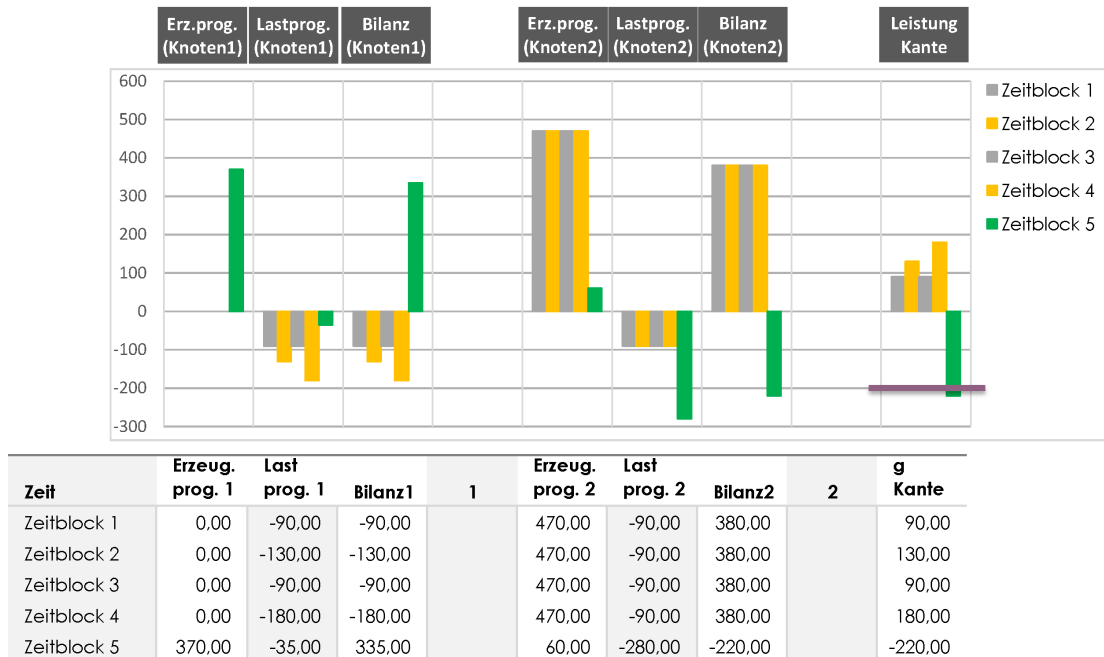 Erz.prog. (Knoten1)
Lastprog. (Knoten1)
Bilanz (Knoten1)
Erz.prog. (Knoten2)
Lastprog. (Knoten2)
Bilanz (Knoten2)
Leistung Kante
600
500
400
300
200
100
0
-100
-200
-300
Zeitblock 1
Zeitblock 2
Zeitblock 3
Zeitblock 4
Zeitblock 5
Zeit Erzeug. prog. 1 Last prog. 1 Bilanz1 1 Erzeug. prog. 2 Last prog. 2 Bilanz2 2 g Kante
Zeitblock 1 0,00 -90,00 -90,00 470,00 -90,00 380,00 90,00
Zeitblock 2 0,00 -130,00 -130,00 470,00 -90,00 380,00 130,00
Zeitblock 3 0,00 -90,00 -90,00 470,00 -90,00 380,00 90,00
Zeitblock 4 0,00 -180,00 -180,00 470,00 -90,00 380,00 180,00
Zeitblock 5 370,00 -35,00 335,00 60,00 -280,00 -220,00 -220,00